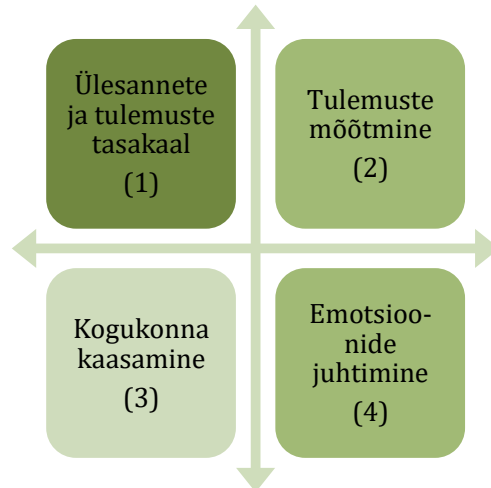 Ülesannete
ja tulemuste
tasakaal
(1)
Tulemuste
mõõtmine
(2)
Kogukonna
kaasamine
(3)
Emotsioo-
nide
juhtimine
(4)